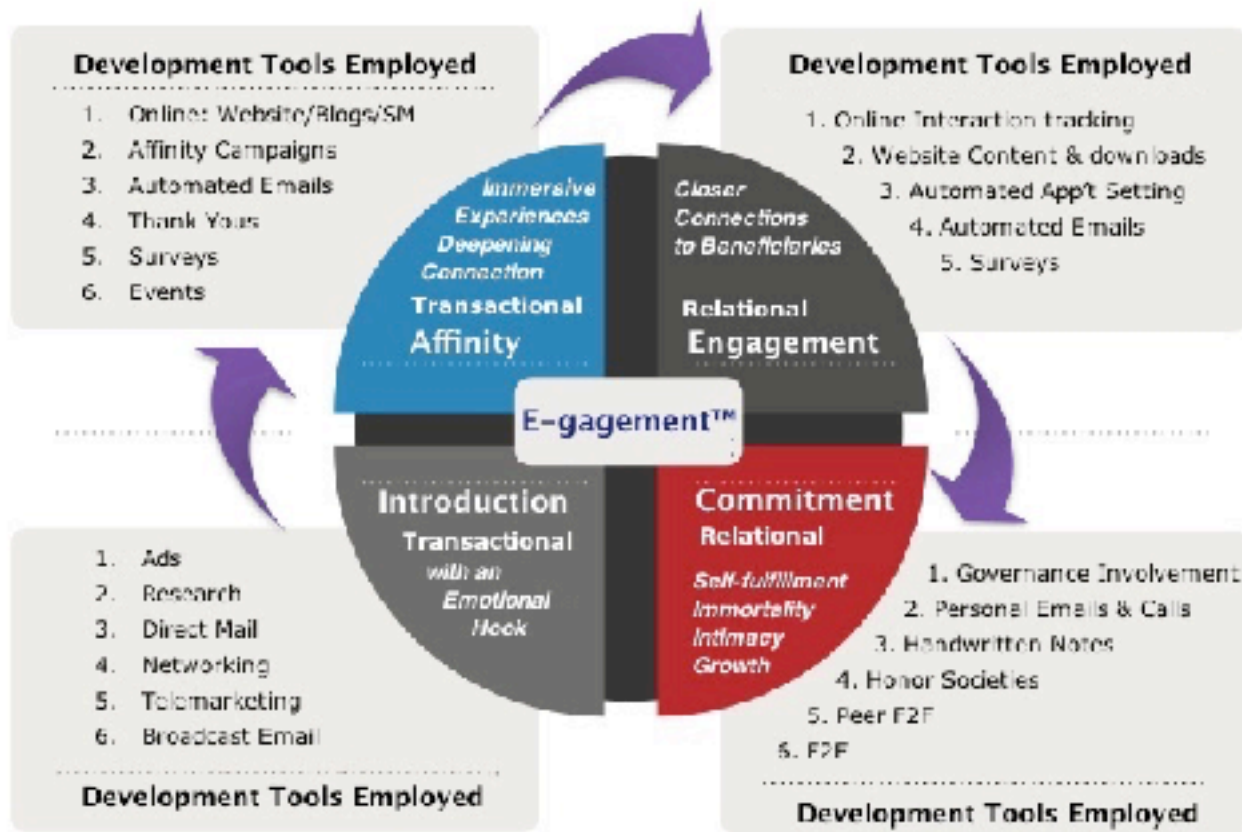 Development Tools Employed
1. Online: Website/Blogs/SM
2. Affinity Campaigns
3. Automated Emails
4. Thank Yous
5. Surveys
6. Events
Development Tools Employed
1. Online Interaction tracking
2. Website Content & downloads
3. Automated App't Setting
4. Automated Emails
5. Surveys
Immersive
Experiences
Deepening
Connection
Transactional
Affinity
Closer
Connections
to Beneficiaries
Relational
Engagement
E-gagement™
Introduction
Transactional
with an
Emotional
Hook
Commitment
Relational
Self-fulfillment
Immortality
Intimacy
Growth
1. Ads
2. Research
3. Direct Mail
4. Networking
5. Telemarketing
6. Broadcast Email
Development Tools Employed
1. Governance Involvement
2. Personal Emails & Calls
3. Handwritten Notes
4. Honor Societies
5. Peer F2F
6. F2F
Development Tools Employed